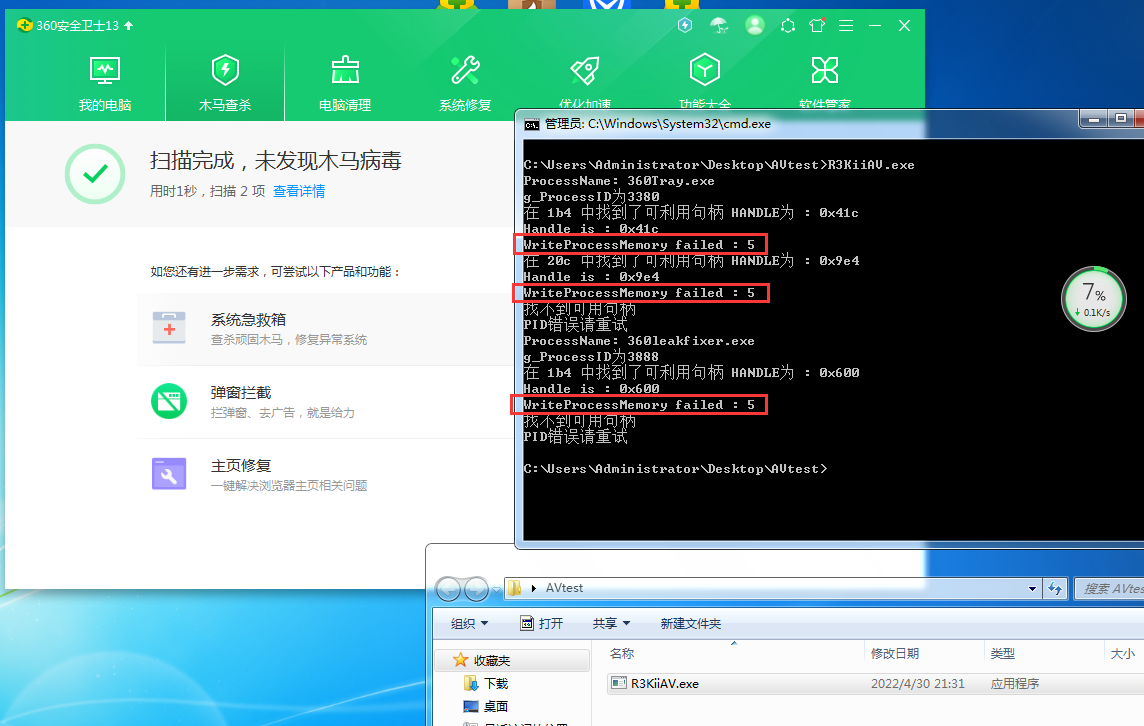 360安全卫士13
我的电脑
木马查杀
电脑清理
系统修复
优化加速
功能大全
软件管家
扫描完成，未发现木马病毒
用时1秒，扫描 2 项 查看详情
如您还有进一步需求，可尝试以下产品和功能：
系统急救箱
查杀顽固木马，修复异常系统
弹窗拦截
拦弹窗、去广告，就是给力
主页修复
一键解决浏览器主页相关问题
管理员: C:\Windows\System32\cmd.exe
C:\Users\Administrator\Desktop\AVtest>R3KiiAV.exe
ProcessName: 360Tray.exe
g_ProcessID为3380
在 1b4 中找到了可利用句柄 HANDLE为 : 0x41c
Handle is : 0x41c
WriteProcessMemory failed : 5
在 20c 中找到了可利用句柄 HANDLE为 : 0x9e4
Handle is : 0x9e4
WriteProcessMemory failed : 5
找不到可用句柄
PID错误请重试
ProcessName: 360leakfixer.exe
g_ProcessID为3888
在 1b4 中找到了可利用句柄 HANDLE为 : 0x600
Handle is : 0x600
WriteProcessMemory failed : 5
找不到可用句柄
PID错误请重试
C:\Users\Administrator\Desktop\AVtest>
7%
0.1K/s
AVtest
搜索 AVtes
组织
打开
共享
新建文件夹
收藏夹
下载
桌面
名称
修改日期
类型
大小
R3KiiAV.exe
2022/4/30 21:31
应用程序